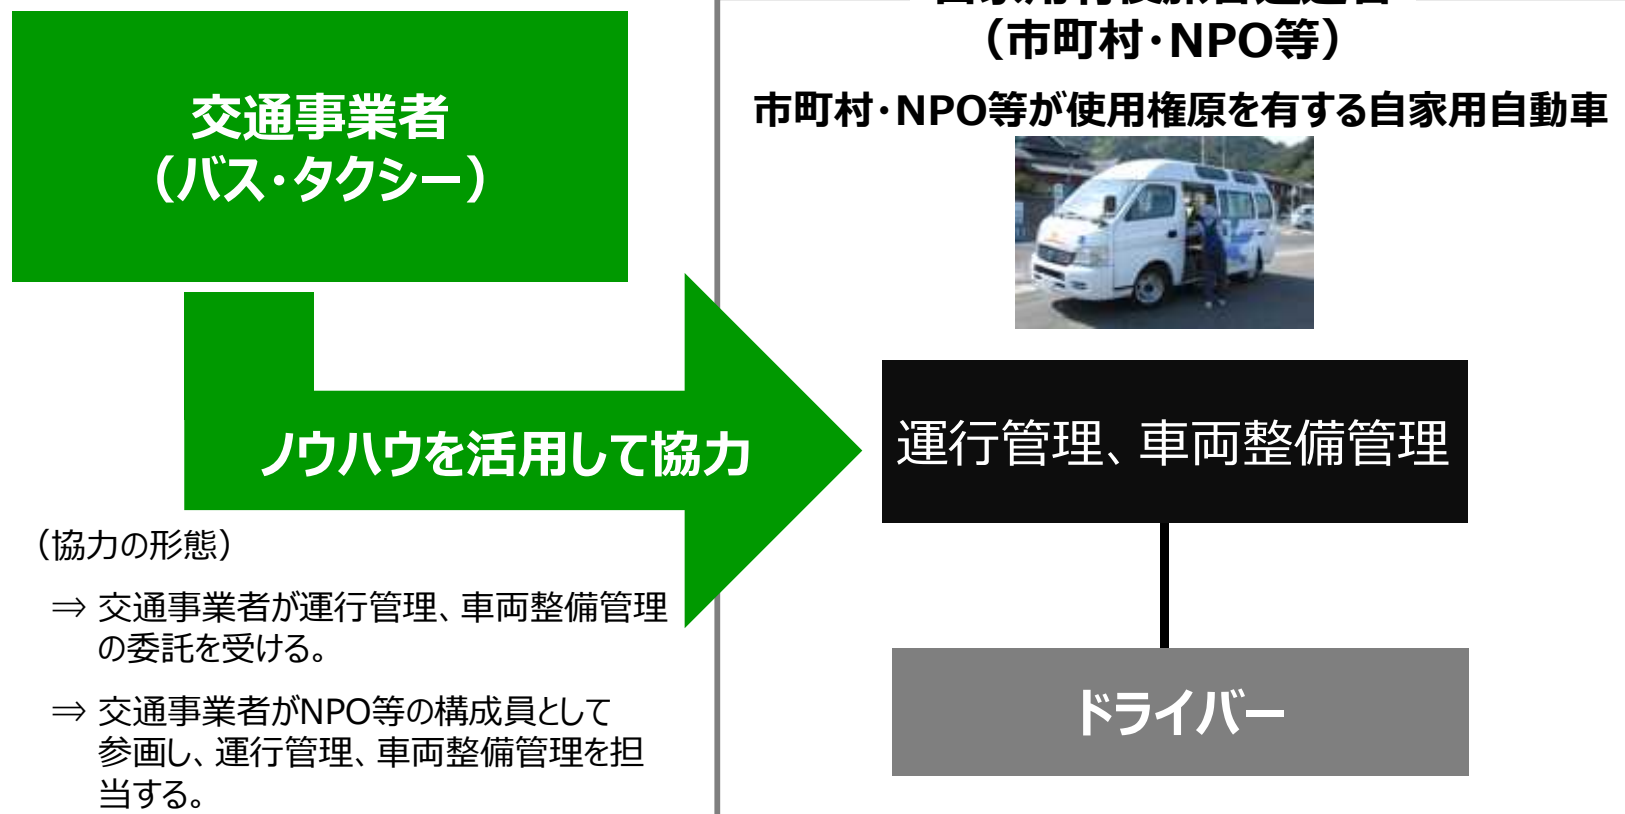 交通事業者
（バス・タクシー）
ノウハウを活用して協力
（協力の形態）
⇒ 交通事業者が運行管理、車両整備管理
の委託を受ける。
⇒ 交通事業者がNPO等の構成員として
参画し、運行管理、車両整備管理を担
当する。
（市町村・NPO等）
市町村・NPO等が使用権原を有する自家用自動車
運行管理、車両整備管理
ドライバー